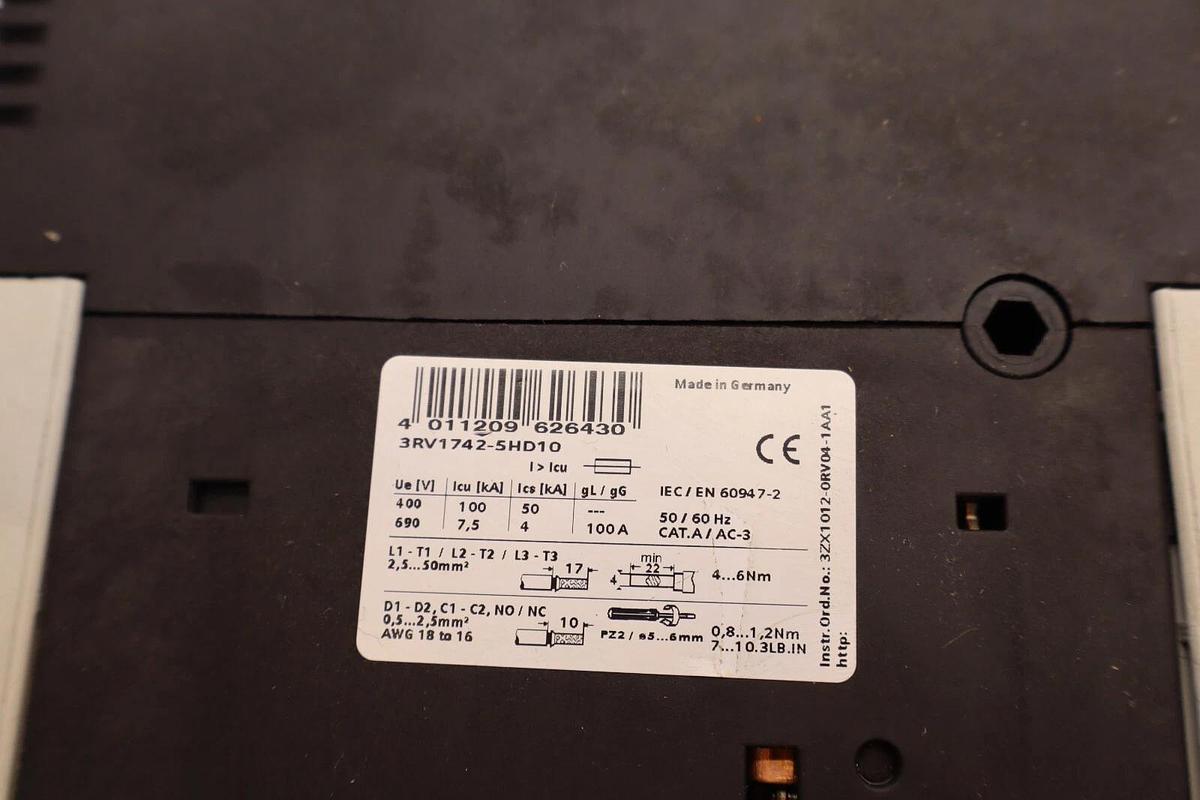 Made in Germany
4 011209 626430
3RV1742-5HD10
I > Icu
Ue [V] Icu [kA] Ics [kA] gL / gG
400 100 50 ---
690 7,5 4 100 A
IEC / EN 60947-2
50 / 60 Hz
CAT.A / AC-3
CE
L1 - T1 / L2 - T2 / L3 - T3
2,5...50mm²
17
min
22
4
4...6Nm
D1 - D2, C1 - C2, NO / NC
0,5...2,5mm²
AWG 18 to 16
10
PZ2 / ø5...6mm
0,8...1,2Nm
7...10.3LB.IN
Instr.Ord.No.: 3ZX1012-0RV04-1AA1
http: